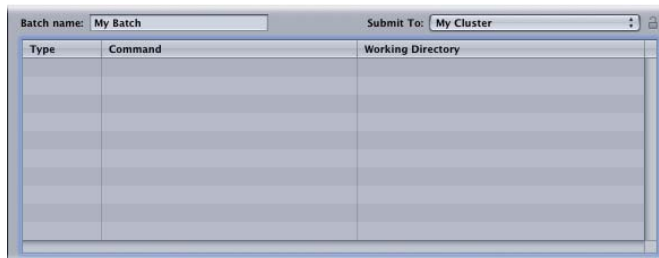 Batch name: My Batch Submit To: My Cluster
Type Command Working Directory